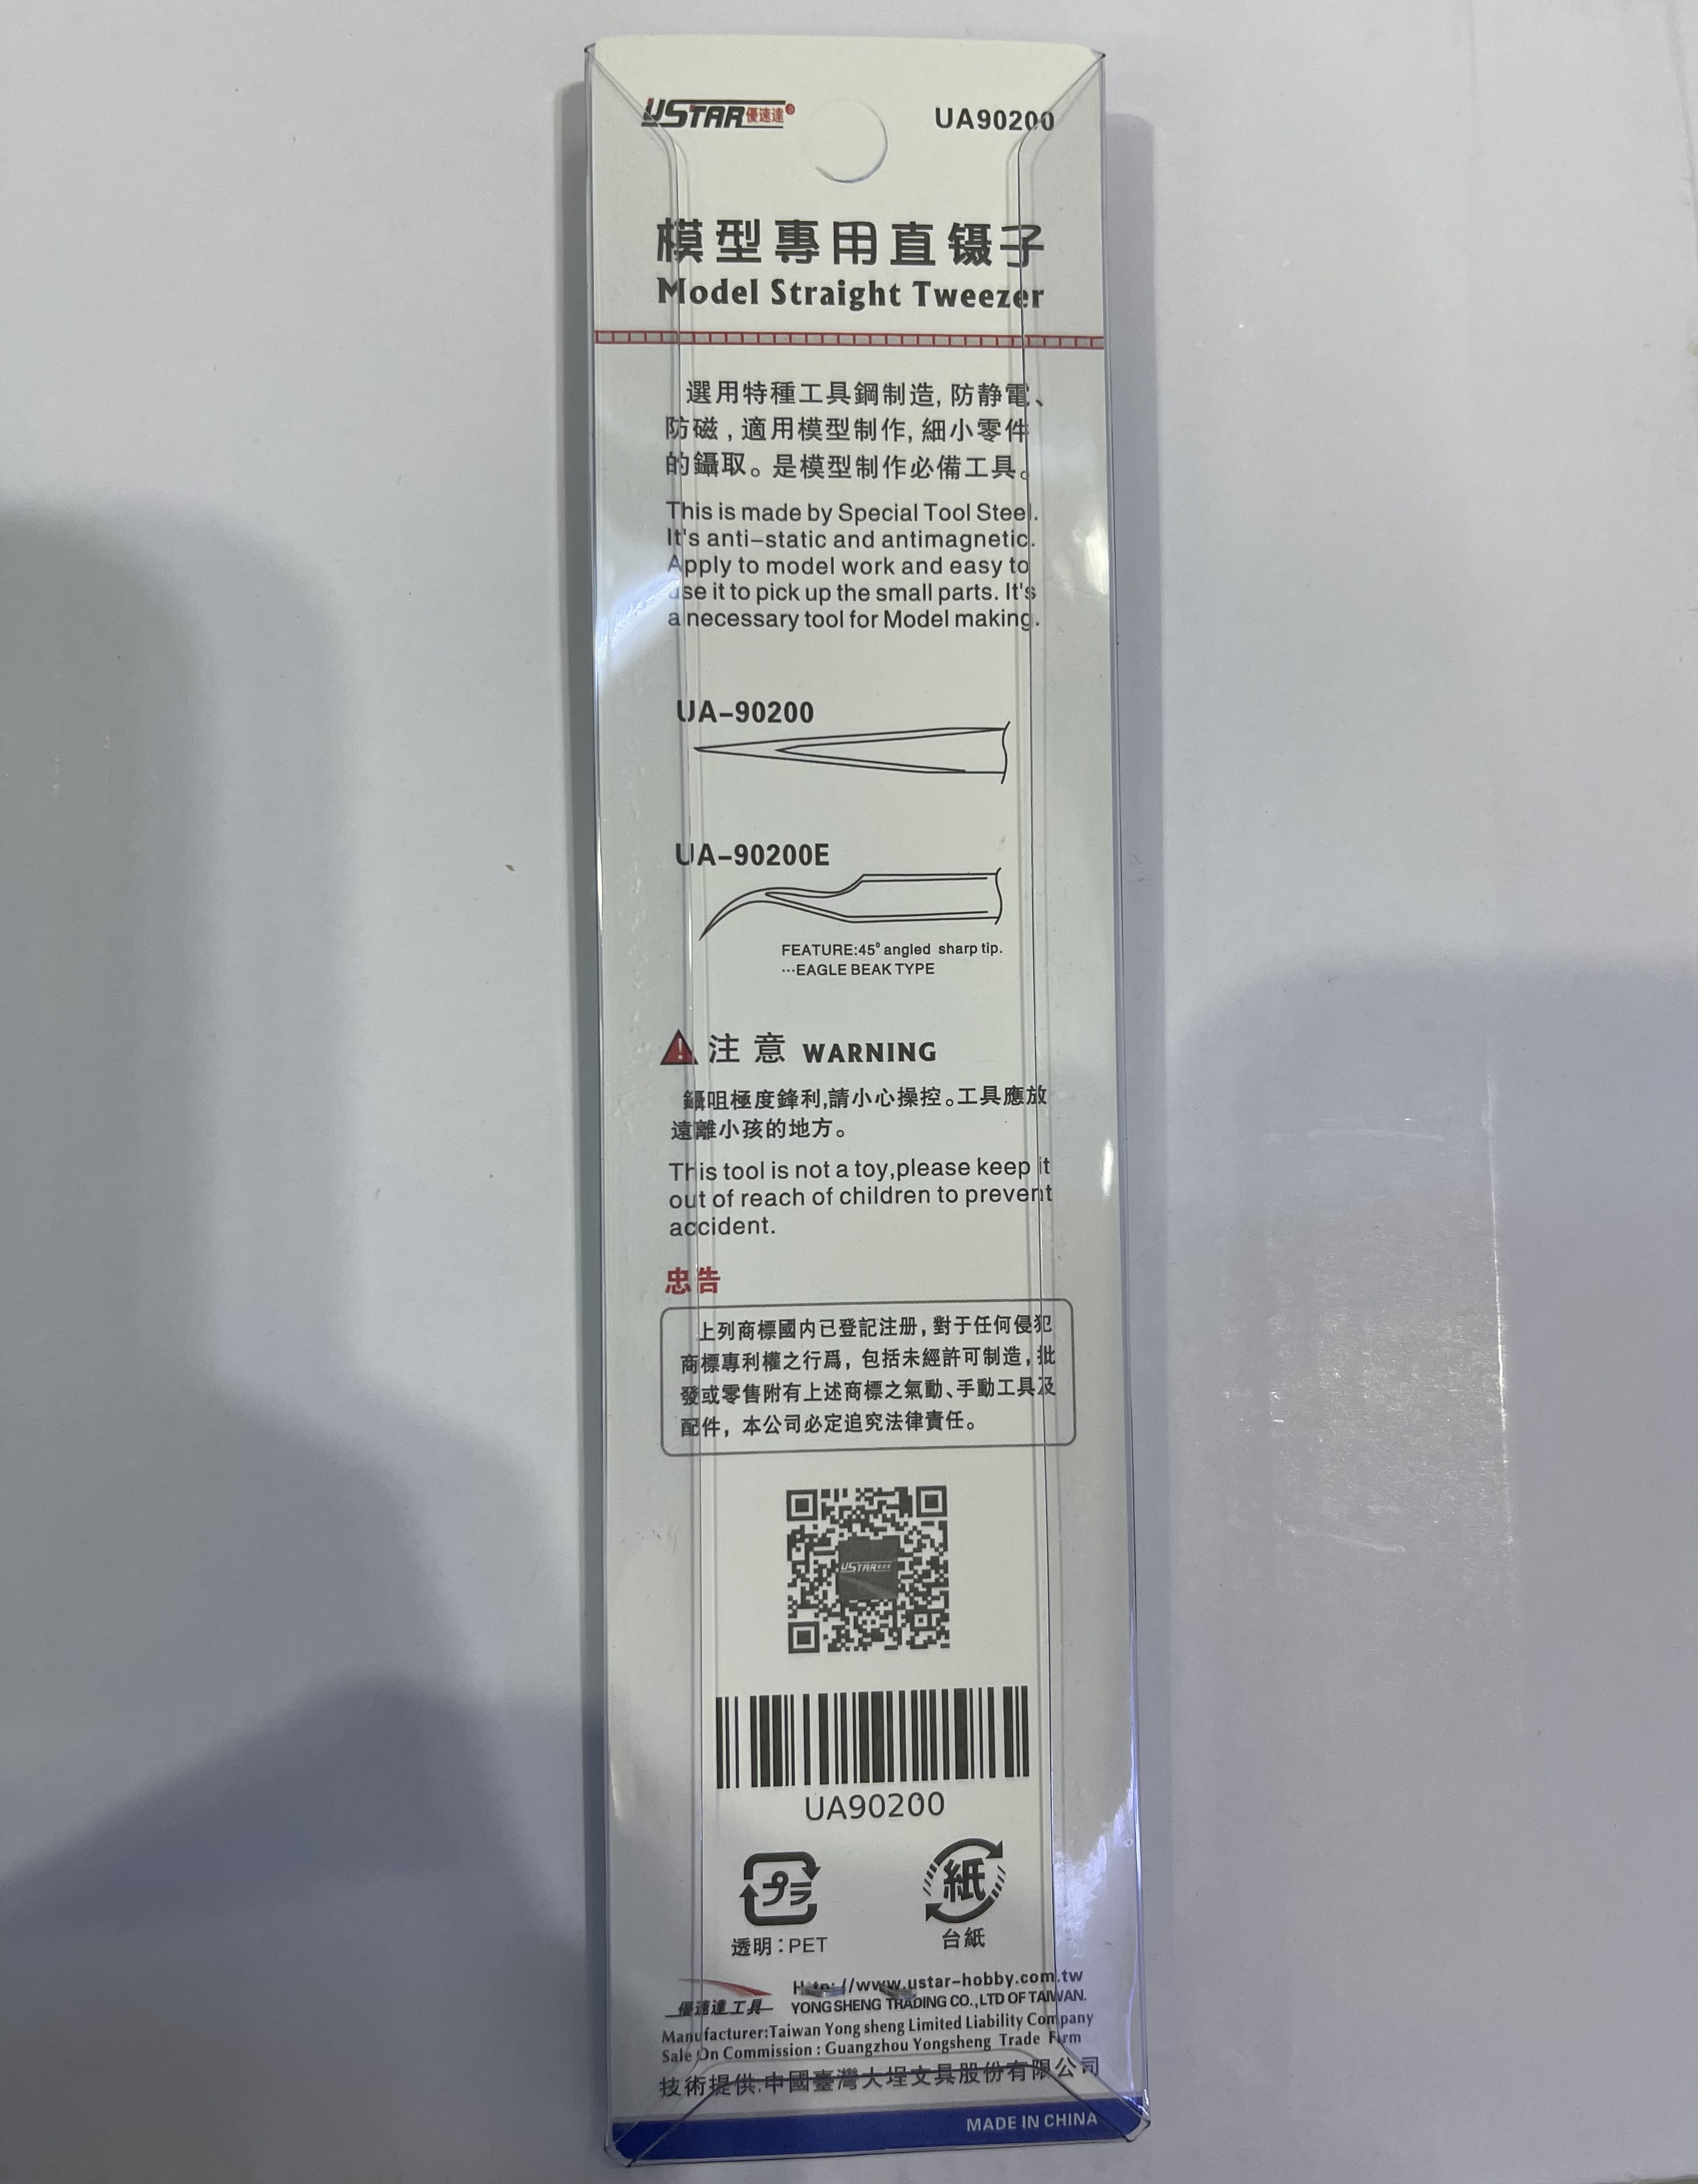 USTAR優速達®
UA90200
模型專用直镊子
Model Straight Tweezer
選用特種工具鋼制造, 防静電、
防磁 , 適用模型制作, 細小零件
的鑷取。是模型制作必備工具。
This is made by Special Tool Steel.
It's anti-static and antimagnetic.
Apply to model work and easy to
use it to pick up the small parts. It's
a necessary tool for Model making.
UA-90200
UA-90200E
FEATURE:45° angled sharp tip.
···EAGLE BEAK TYPE
注意 WARNING
鑷咀極度鋒利,請小心操控。工具應放
遠離小孩的地方。
This tool is not a toy,please keep it
out of reach of children to prevent
accident.
忠告
上列商標國内已登記注册, 對于任何侵犯
商標專利權之行爲, 包括未經許可制造, 批
發或零售附有上述商標之氣動、手動工具及
配件, 本公司必定追究法律責任。
USTAR
UA90200
プラ
紙
透明:PET
台紙
Http://www.ustar-hobby.com.tw
優速達工具
YONG SHENG TRADING CO.,LTD OF TAIWAN.
Manufacturer:Taiwan Yong sheng Limited Liability Company
Sale On Commission : Guangzhou Yongsheng Trade Firm
技術提供:中國臺灣大埕文具股份有限公司
MADE IN CHINA